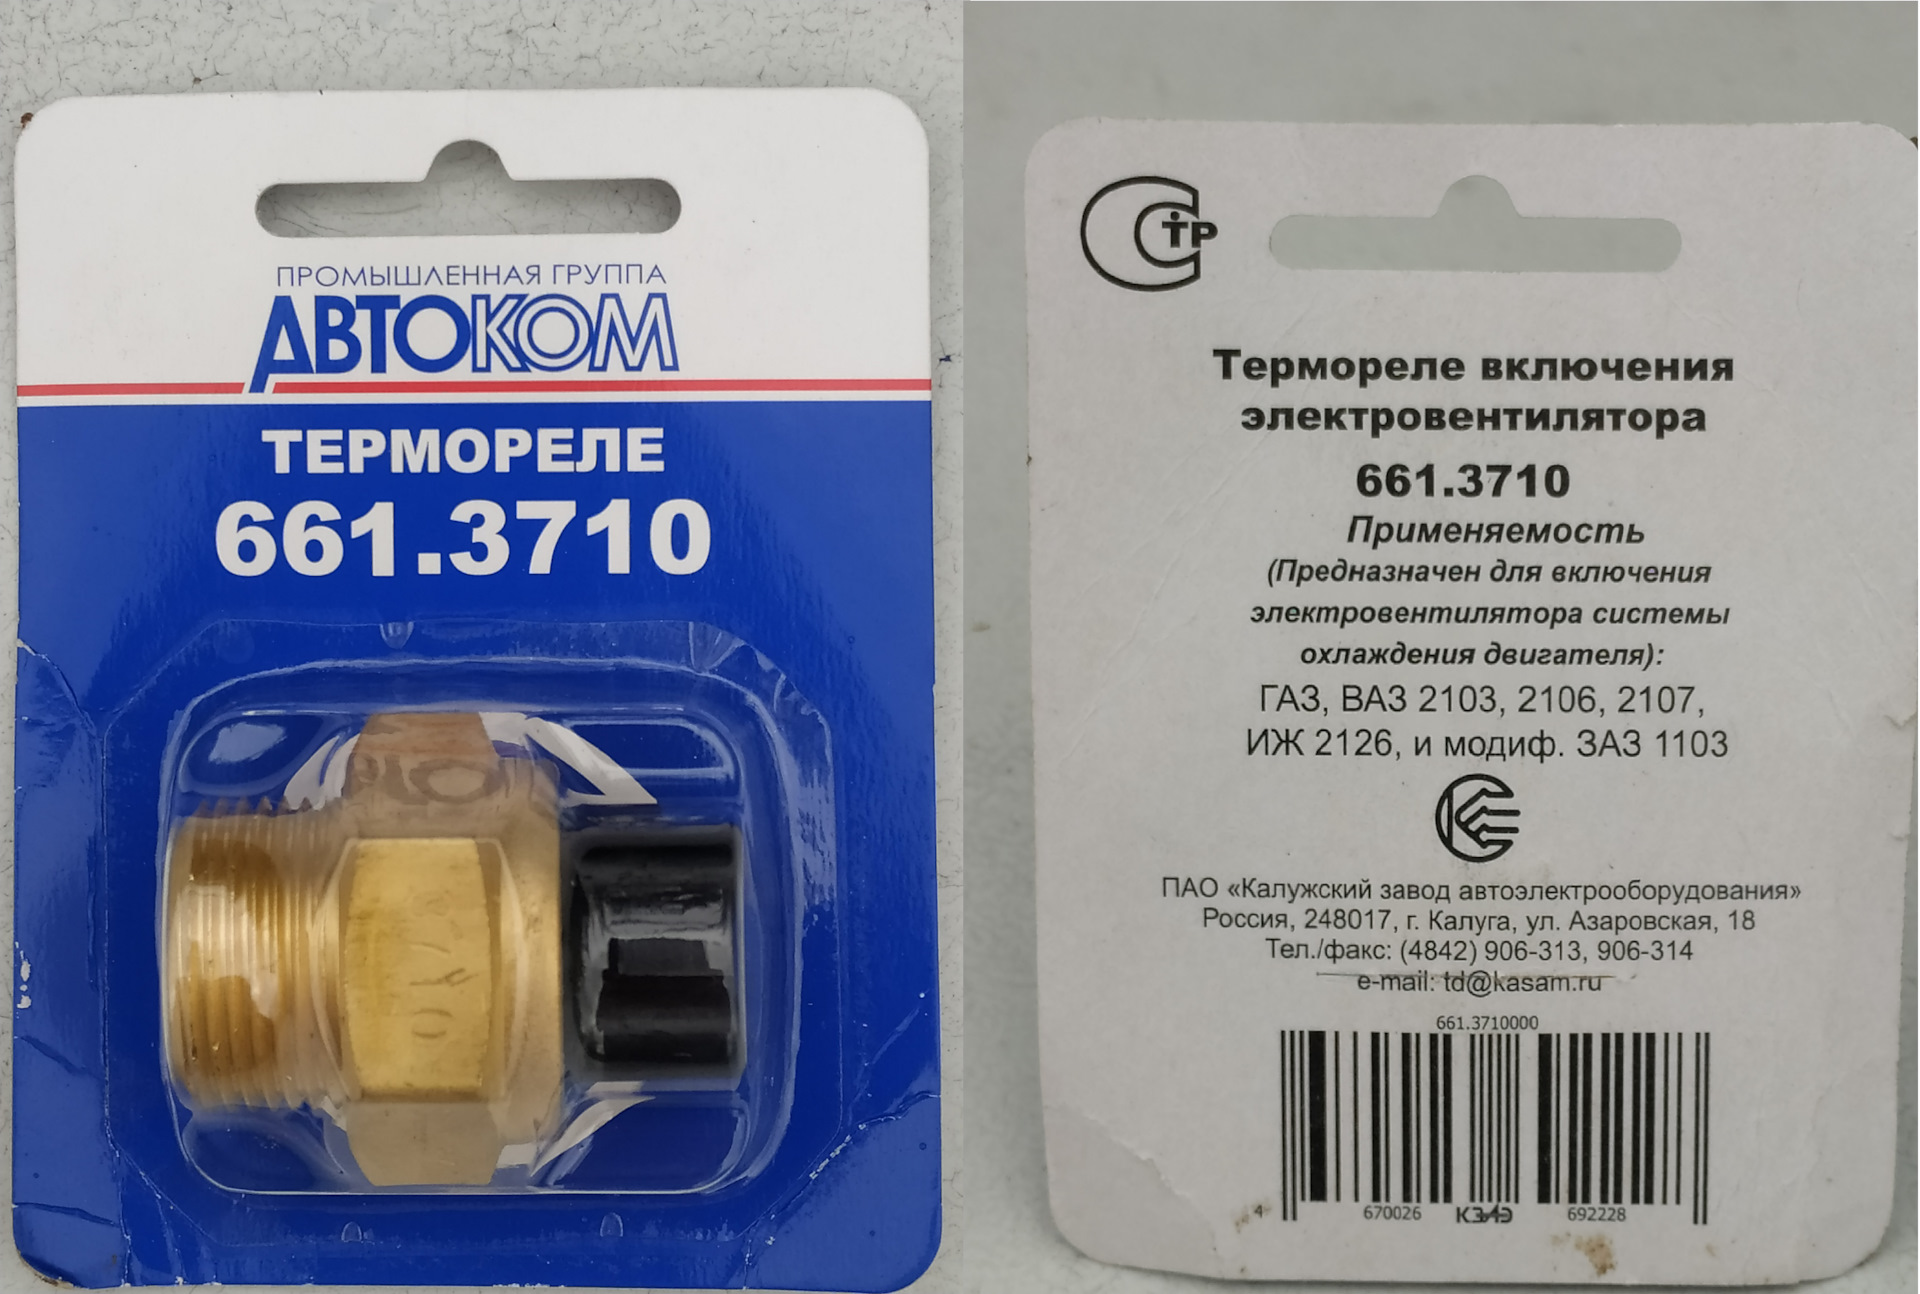 ПРОМЫШЛЕННАЯ ГРУППА
АВТОКОМ
ТЕРМОРЕЛЕ
661.3710
СТР
Термореле включения
электровентилятора
661.3710
Применяемость
(Предназначен для включения
электровентилятора системы
охлаждения двигателя):
ГАЗ, ВАЗ 2103, 2106, 2107,
ИЖ 2126, и модиф. ЗАЗ 1103
ПАО «Калужский завод автоэлектрооборудования»
Россия, 248017, г. Калуга, ул. Азаровская, 18
Тел./факс: (4842) 906-313, 906-314
e-mail: td@kasam.ru
661.3710000
4 670026 КЗАЭ 692228